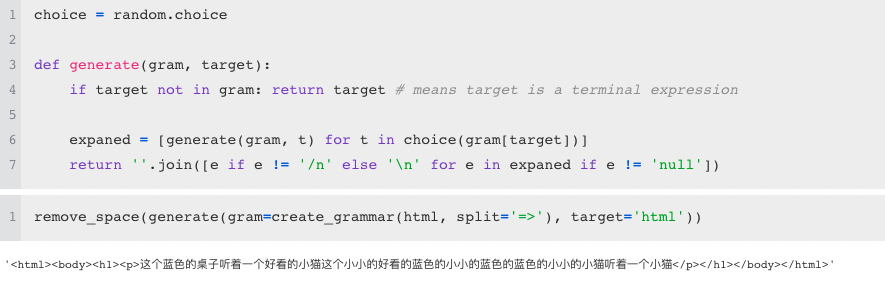 1 choice = random.choice
2
3 def generate(gram, target):
4     if target not in gram: return target # means target is a terminal expression
5
6     expaned = [generate(gram, t) for t in choice(gram[target])]
7     return ''.join([e if e != '/n' else '\n' for e in expaned if e != 'null'])
1 remove_space(generate(gram=create_grammar(html, split='=>'), target='html'))
'<html><body><h1><p>这个蓝色的桌子听着一个好看的小猫这个小小的好看的蓝色的小小的蓝色的蓝色的小小的小猫听着一个小猫</p></h1></body></html>'